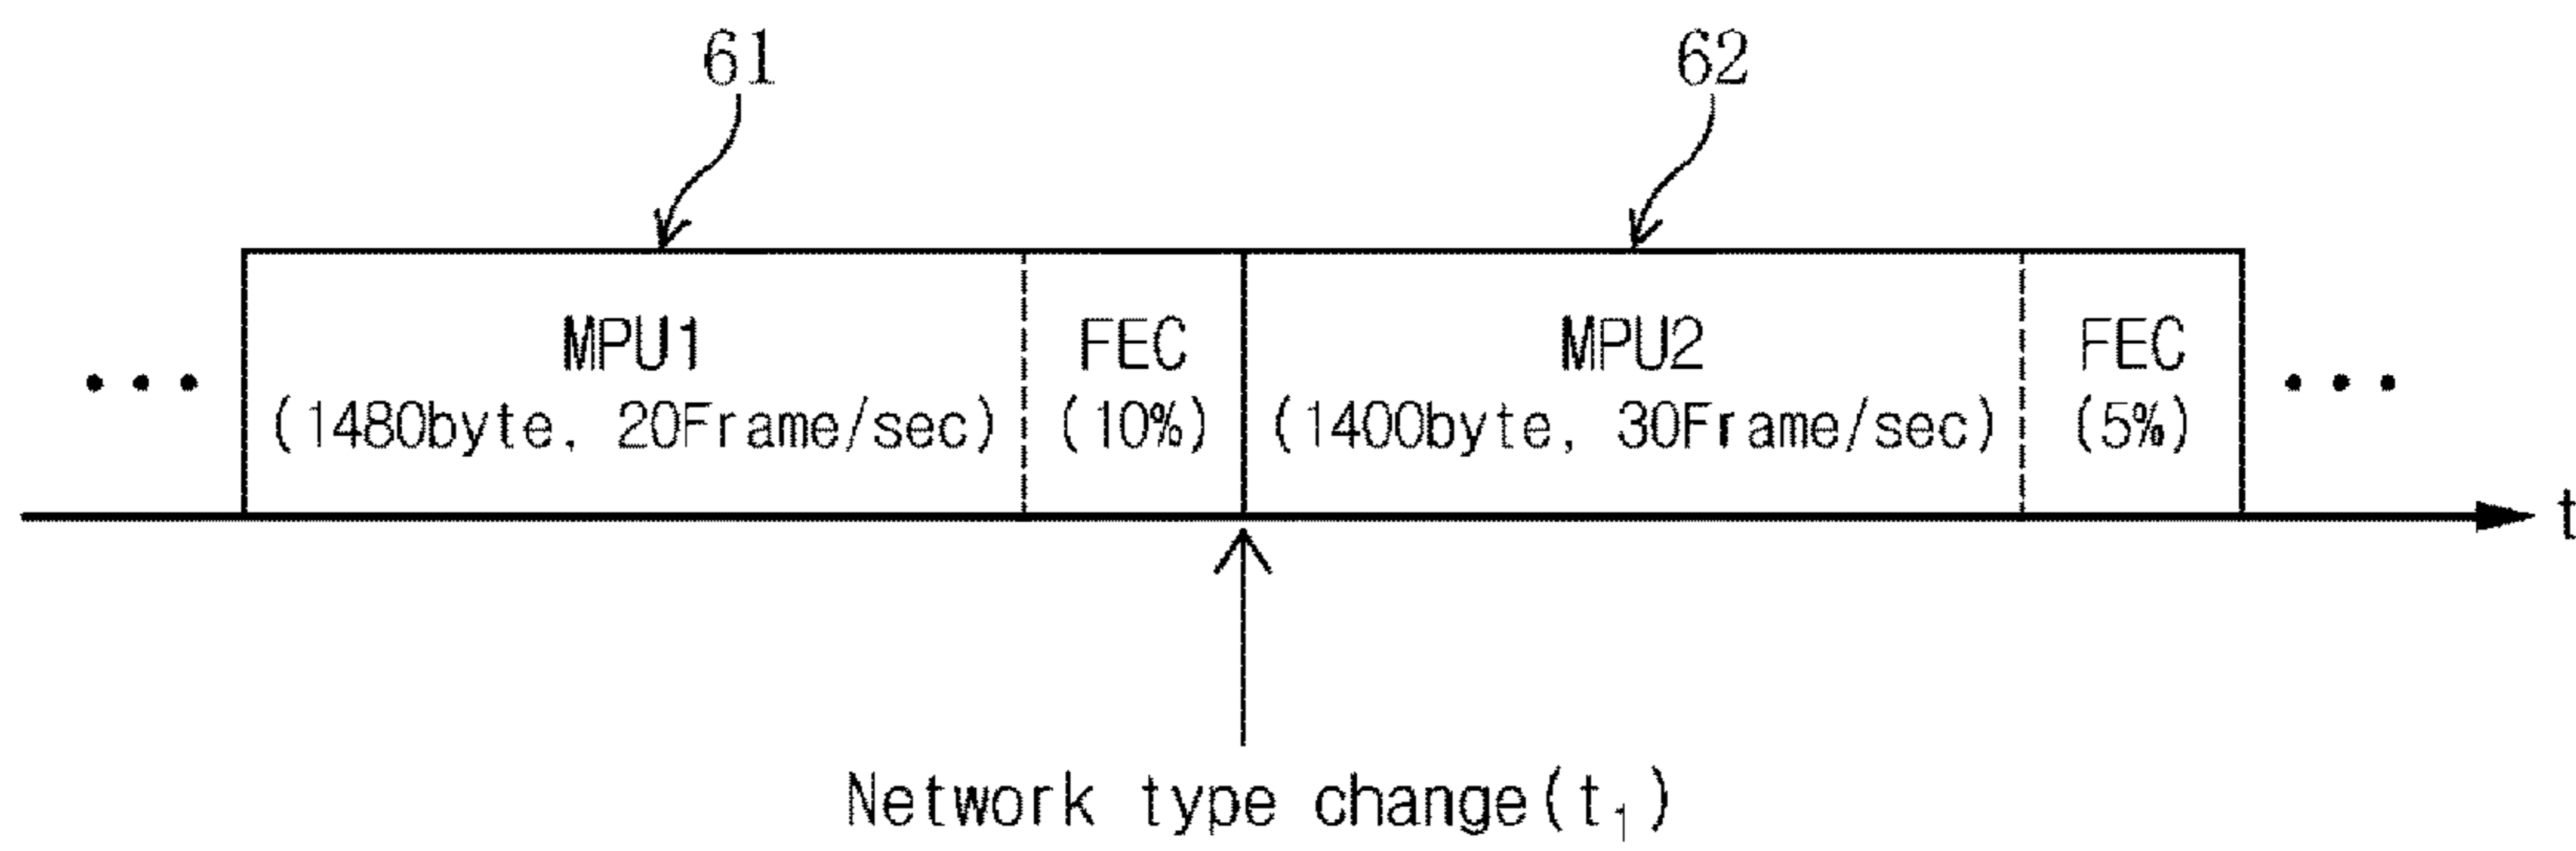 61
62
MPU1
(1480byte, 20Frame/sec)
FEC
(10%)
MPU2
(1400byte, 30Frame/sec)
FEC
(5%)
t
Network type change(t₁)